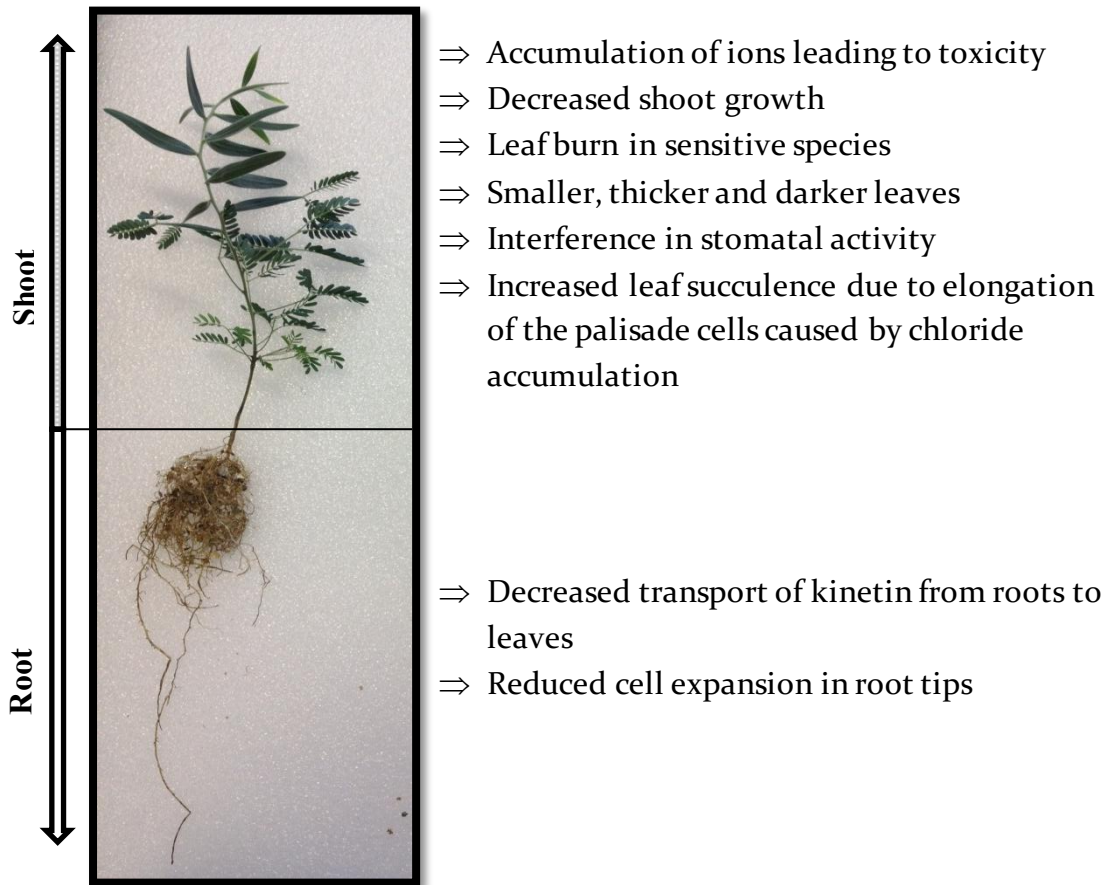 ⇒ Accumulation of ions leading to toxicity
⇒ Decreased shoot growth
⇒ Leaf burn in sensitive species
⇒ Smaller, thicker and darker leaves
⇒ Interference in stomatal activity
⇒ Increased leaf succulence due to elongation
of the palisade cells caused by chloride
accumulation
Shoot
⇒ Decreased transport of kinetin from roots to
leaves
⇒ Reduced cell expansion in root tips
Root